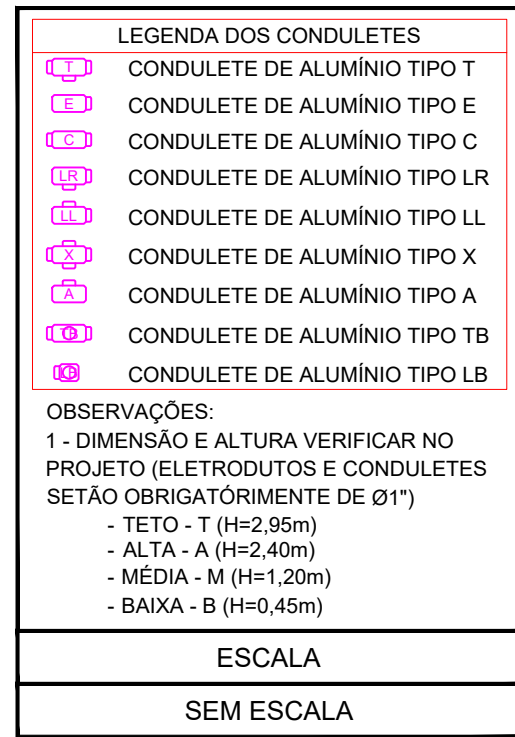 LEGENDA DOS CONDULETES
T CONDULETE DE ALUMÍNIO TIPO T
E CONDULETE DE ALUMÍNIO TIPO E
C CONDULETE DE ALUMÍNIO TIPO C
LR CONDULETE DE ALUMÍNIO TIPO LR
LL CONDULETE DE ALUMÍNIO TIPO LL
X CONDULETE DE ALUMÍNIO TIPO X
A CONDULETE DE ALUMÍNIO TIPO A
TB CONDULETE DE ALUMÍNIO TIPO TB
LB CONDULETE DE ALUMÍNIO TIPO LB
OBSERVAÇÕES:
1 - DIMENSÃO E ALTURA VERIFICAR NO
PROJETO (ELETRODUTOS E CONDULETES
SETÃO OBRIGATÓRIMENTE DE Ø1")
- TETO - T (H=2,95m)
- ALTA - A (H=2,40m)
- MÉDIA - M (H=1,20m)
- BAIXA - B (H=0,45m)
ESCALA
SEM ESCALA